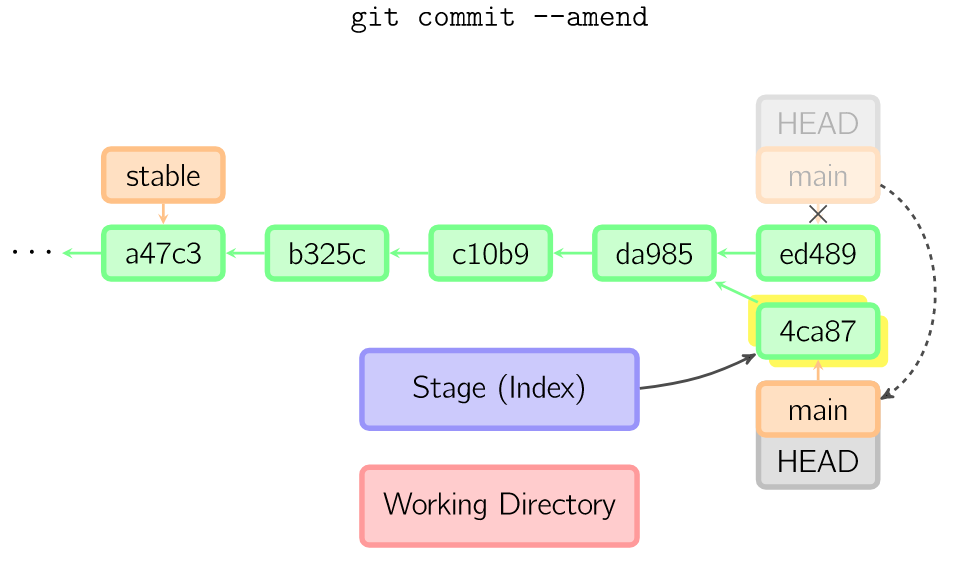 git commit --amend
HEAD
stable
main
... a47c3 b325c c10b9 da985 ed489
4ca87
Stage (Index)
main
HEAD
Working Directory